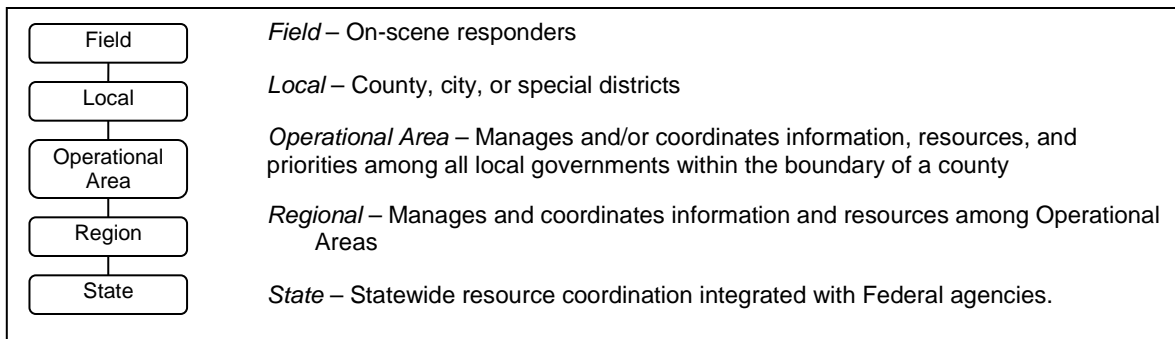 Field
Field – On-scene responders
Local
Local – County, city, or special districts
Operational
Area
Operational Area – Manages and/or coordinates information, resources, and
priorities among all local governments within the boundary of a county
Region
Regional – Manages and coordinates information and resources among Operational
Areas
State
State – Statewide resource coordination integrated with Federal agencies.